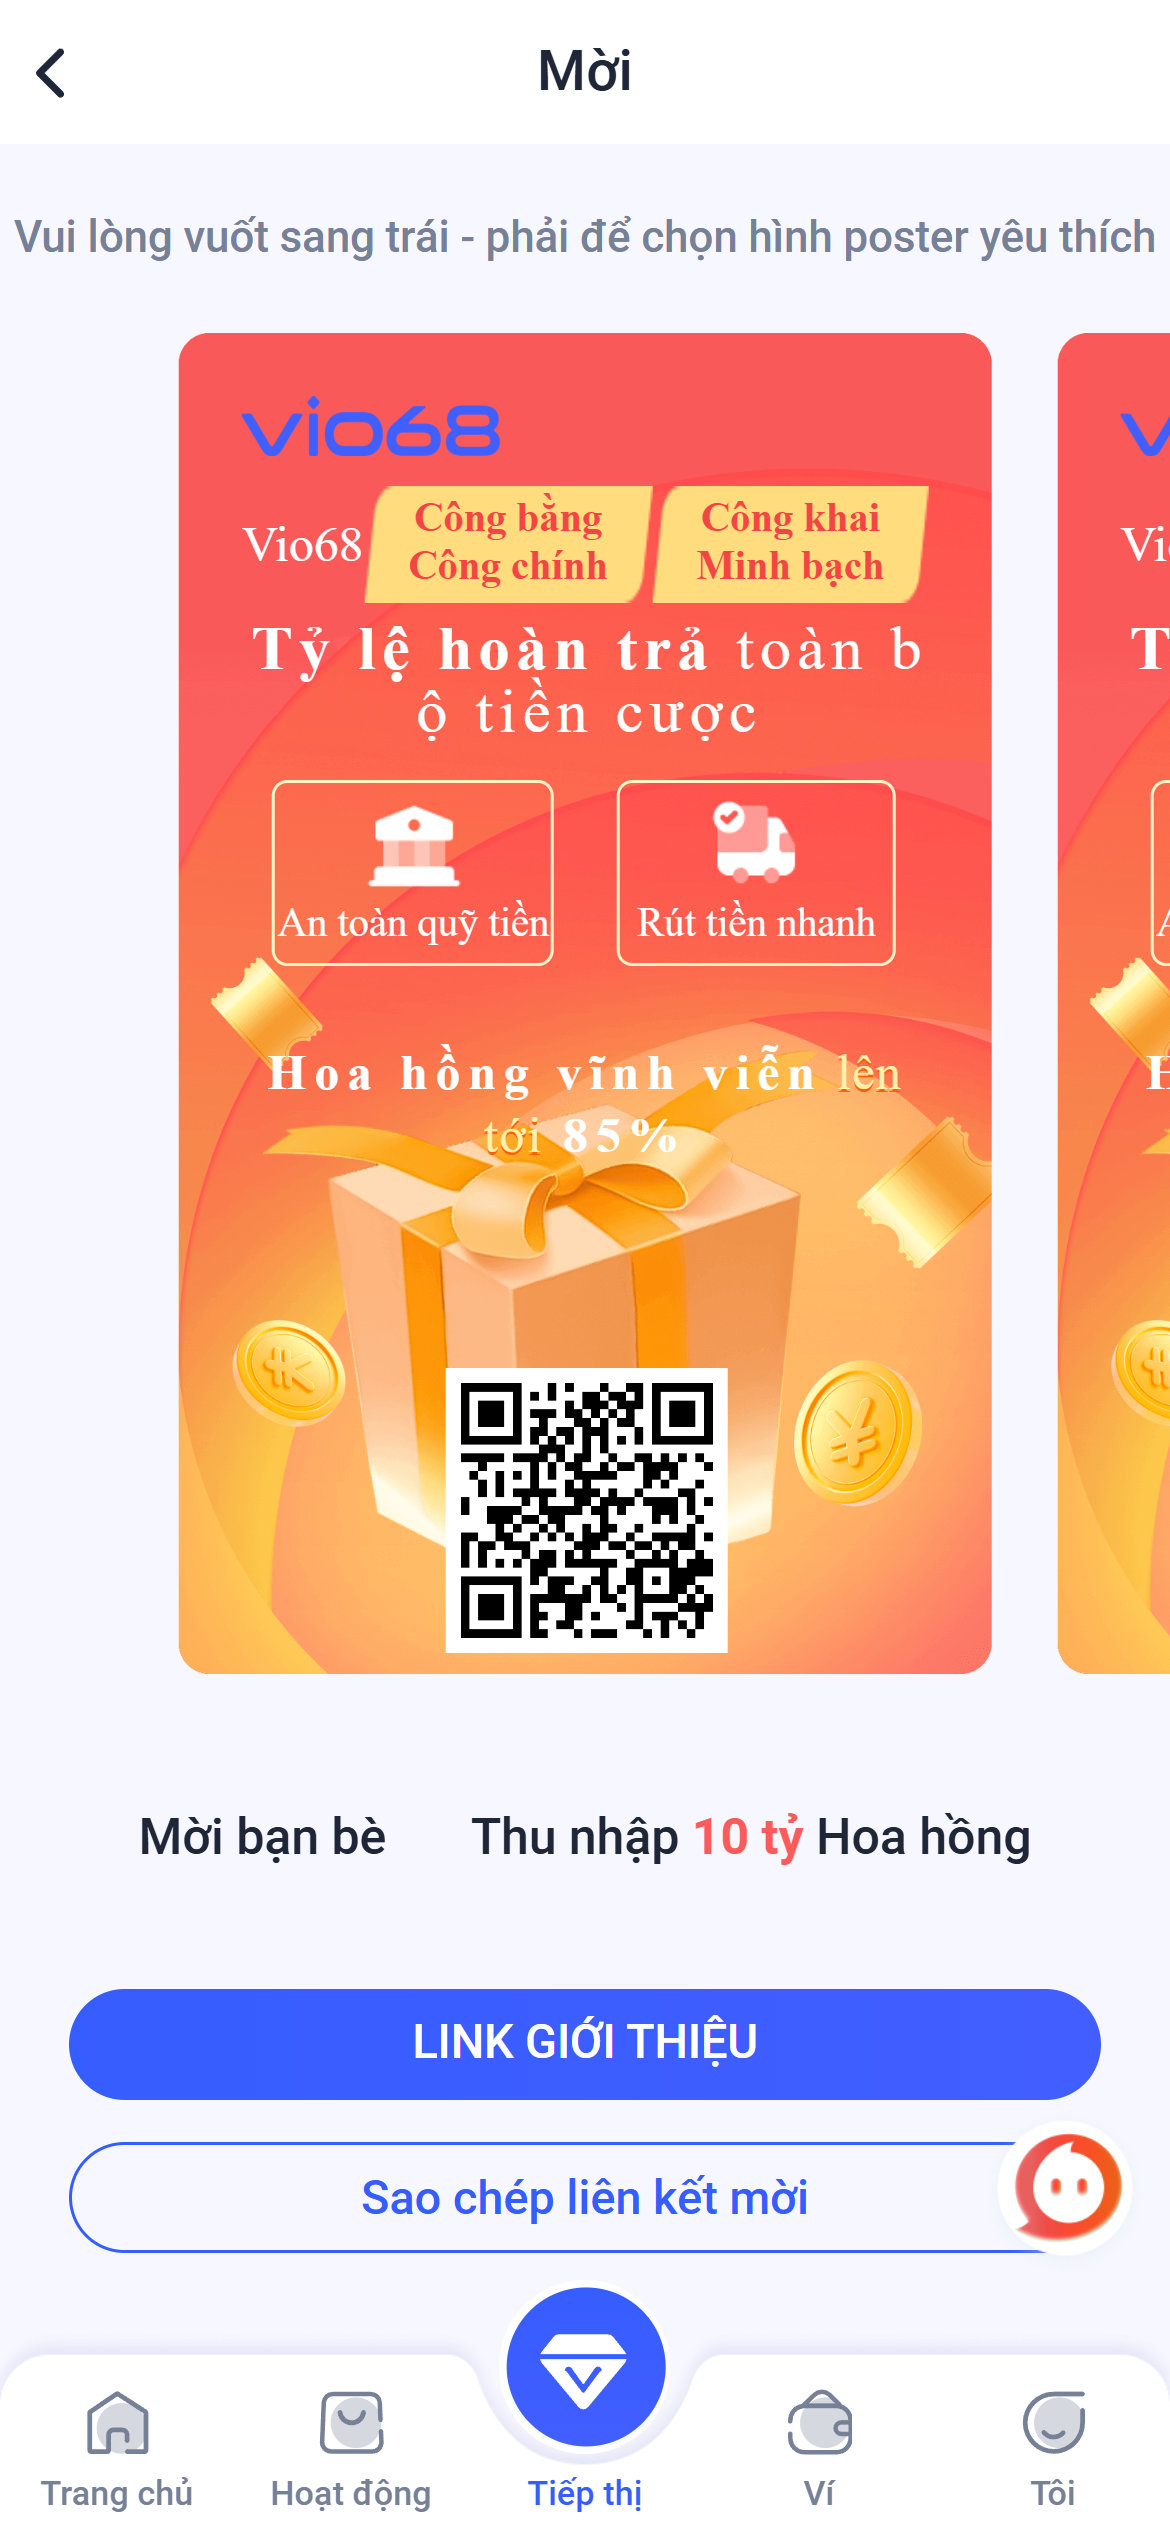 Mời
Vui lòng vuốt sang trái - phải để chọn hình poster yêu thích
vio68
Vio68
Công bằng
Công chính
Công khai
Minh bạch
Tỷ lệ hoàn trả toàn b
ộ tiền cược
An toàn quỹ tiền
Rút tiền nhanh
Hoa hồng vĩnh viễn lên
tới 85%
Mời bạn bè
Thu nhập 10 tỷ Hoa hồng
LINK GIỚI THIỆU
Sao chép liên kết mời
Trang chủ
Hoạt động
Tiếp thị
Ví
Tôi